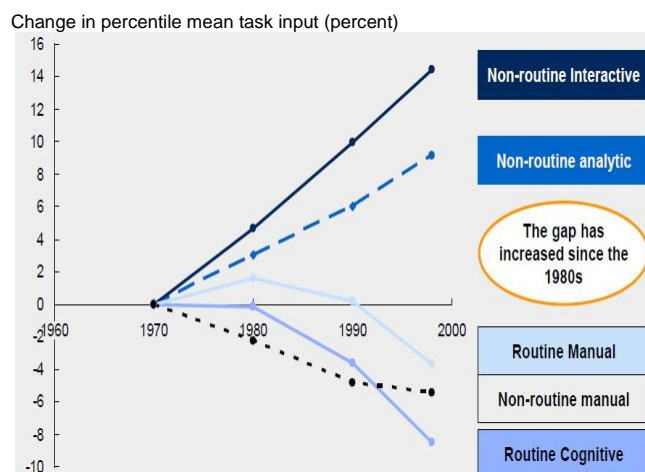 Change in percentile mean task input (percent)
16
14
12
10
8
6
4
2
0
-2
-4
-6
-8
-10
1960
1970
1980
1990
2000
Non-routine Interactive
Non-routine analytic
The gap has
increased since the
1980s
Routine Manual
Non-routine manual
Routine Cognitive